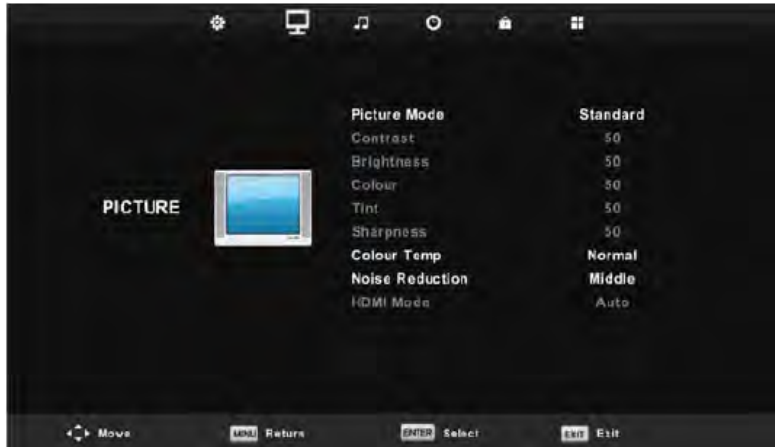 Picture Mode Standard
Contrast 50
Brightness 50
Colour 50
PICTURE
Tint 50
Sharpness 50
Colour Temp Normal
Noise Reduction Middle
HDMI Mode Auto
Move MENU Return ENTER Select EXIT Exit